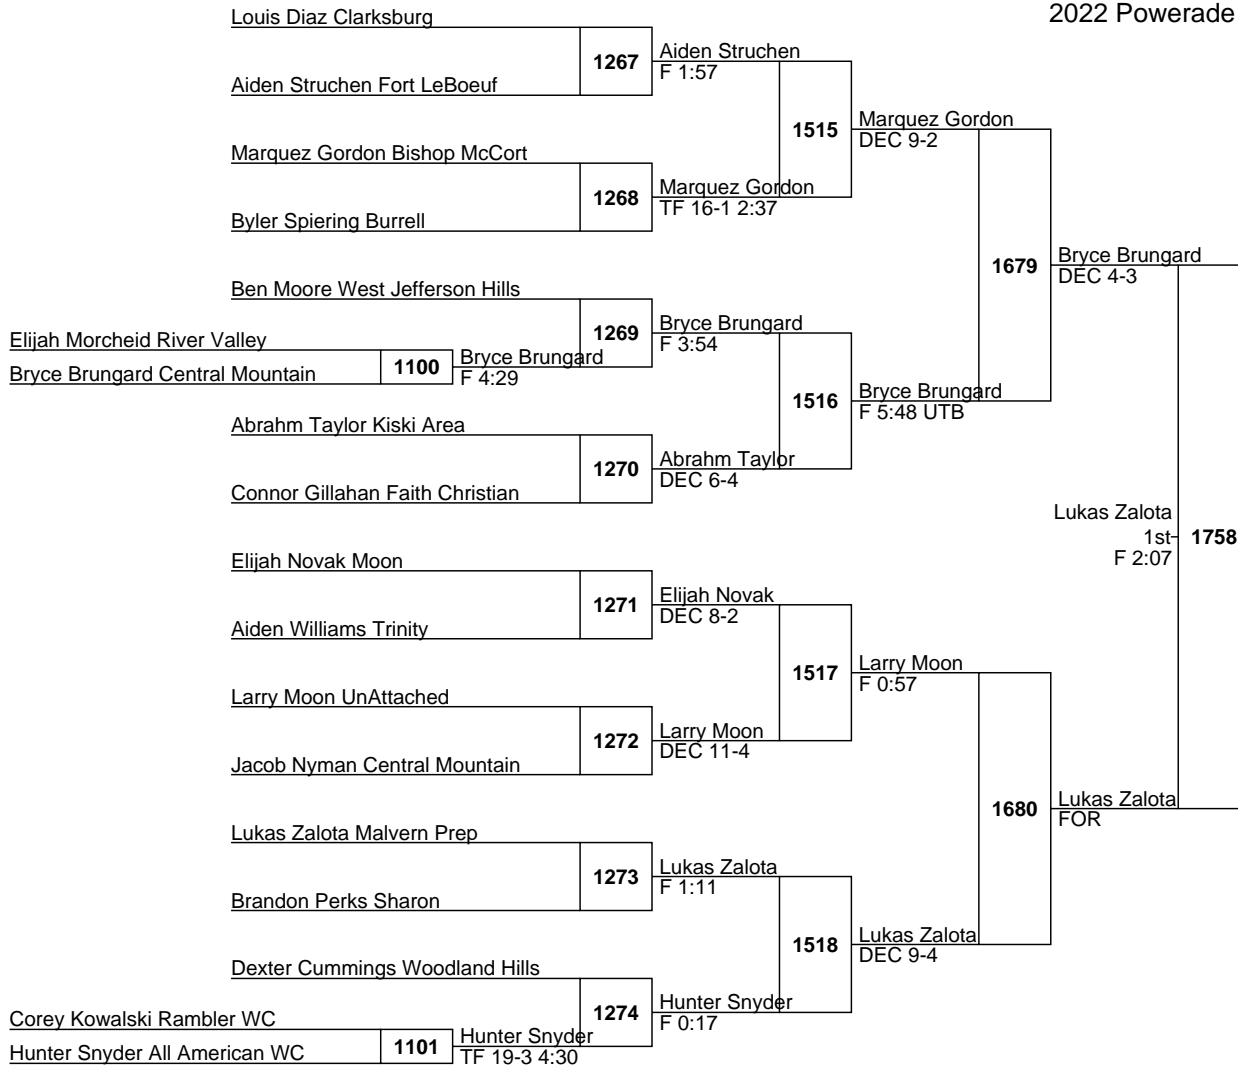 2022 Powerade
Louis Diaz Clarksburg
1267
Aiden Struchen
F 1:57
Aiden Struchen Fort LeBoeuf
1515
Marquez Gordon
DEC 9-2
Marquez Gordon Bishop McCort
1268
Marquez Gordon
TF 16-1 2:37
Byler Spiering Burrell
1679
Bryce Brungard
DEC 4-3
Ben Moore West Jefferson Hills
1269
Bryce Brungard
F 3:54
Elijah Morcheid River Valley
1100
Bryce Brungard
F 4:29
Bryce Brungard Central Mountain
1516
Bryce Brungard
F 5:48 UTB
Abrahm Taylor Kiski Area
1270
Abrahm Taylor
DEC 6-4
Connor Gillahan Faith Christian
Lukas Zalota
1st
F 2:07
1758
Elijah Novak Moon
1271
Elijah Novak
DEC 8-2
Aiden Williams Trinity
1517
Larry Moon
F 0:57
Larry Moon UnAttached
1272
Larry Moon
DEC 11-4
Jacob Nyman Central Mountain
1680
Lukas Zalota
FOR
Lukas Zalota Malvern Prep
1273
Lukas Zalota
F 1:11
Brandon Perks Sharon
1518
Lukas Zalota
DEC 9-4
Dexter Cummings Woodland Hills
1274
Hunter Snyder
F 0:17
Corey Kowalski Rambler WC
1101
Hunter Snyder
TF 19-3 4:30
Hunter Snyder All American WC